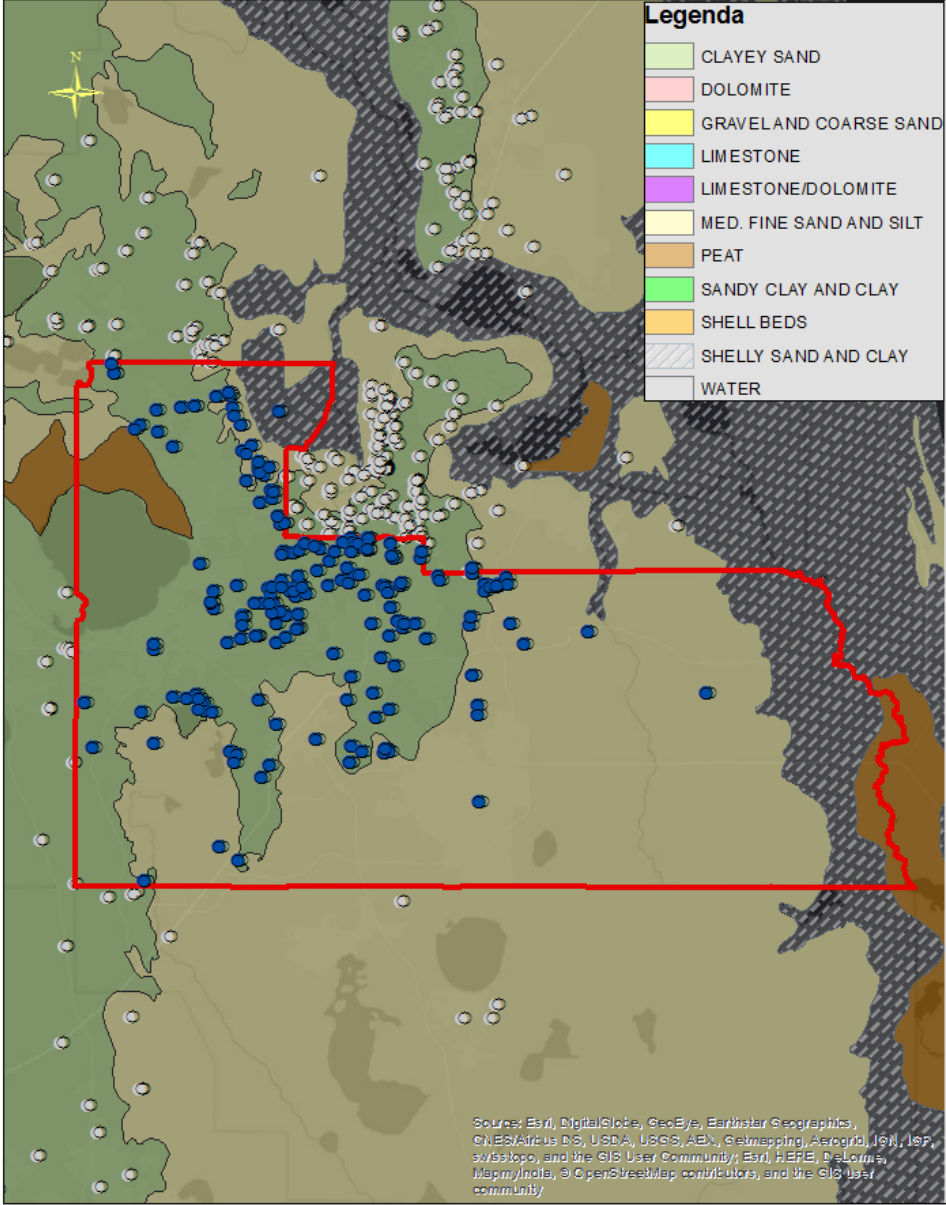 Legenda
N
CLAYEY SAND
DOLOMITE
GRAVELAND COARSE SAND
LIMESTONE
LIMESTONE/DOLOMITE
MED. FINE SAND AND SILT
PEAT
SANDY CLAY AND CLAY
SHELL BEDS
SHELLY SAND AND CLAY
WATER
Source: Esri, DigitalGlobe, GeoEye, Earthstar Geographics,
CNES/Airbus DS, USDA, USGS, AEX, Getmapping, Aerogrid, IGN, IGP,
swisstopo, and the GIS User Community; Esri, HERE, DeLorme,
MapmyIndia, © OpenStreetMap contributors, and the GIS user
community